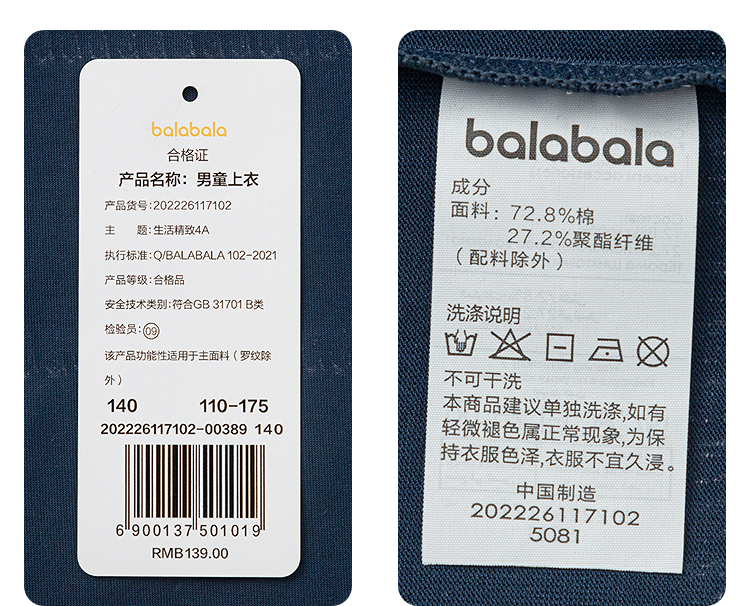 balabala
合格证
产品名称：男童上衣
产品货号：202226117102
主　题：生活精致4A
执行标准：Q/BALABALA 102-2021
产品等级：合格品
安全技术类别：符合GB 31701 B类
检验员：09
该产品功能性适用于主面料（罗纹除
外）
140 110-175
202226117102-00389 140
6 900137 501019
RMB139.00
balabala
成分
面料：72.8%棉
27.2%聚酯纤维
（配料除外）
洗涤说明
不可干洗
本商品建议单独洗涤,如有
轻微褪色属正常现象,为保
持衣服色泽,衣服不宜久浸。
中国制造
202226117102
5081